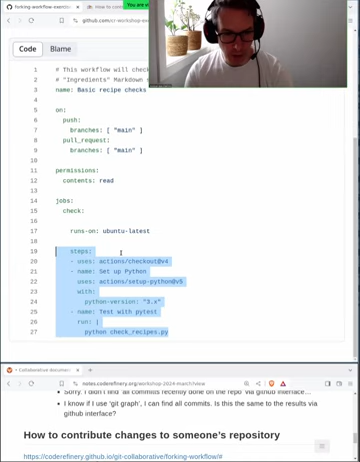 forking-workflow-exerc
How to cont
You are vi
github.com/cr-workshop-ex
Code Blame
1 # This workflow will check
2 # "Ingredients" Markdown s
3 name: Basic recipe checks
4
5 on:
6 push:
7 branches: [ "main" ]
8 pull_request:
9 branches: [ "main" ]
10
11 permissions:
12 contents: read
13
14 jobs:
15 check:
16
17 runs-on: ubuntu-latest
18
19 steps:
20 - uses: actions/checkout@v4
21 - name: Set up Python
22 uses: actions/setup-python@v5
23 with:
24 python-version: "3.x"
25 - name: Test with pytest
26 run: |
27 python check_recipes.py
Collaborative documen
notes.coderefinery.org/workshop-2024-march?view
Sorry. I didn't find all commits recently done on the repo via github interface...
• I know if I use 'git graph', I can find all commits. Is this the same to the results via
github interface?
How to contribute changes to someone's repository
https://coderefinery.github.io/git-collaborative/forking-workflow/#